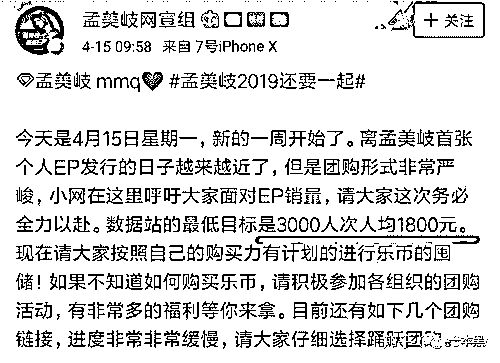 孟美岐网宣组
4-15 09:58 来自 7号iPhone X
+ 关注
孟美岐 mmq #孟美岐2019还要一起#
今天是4月15日星期一，新的一周开始了。离孟美岐首张
个人EP发行的日子越来越近了，但是团购形式非常严
峻，小网在这里呼吁大家面对EP销量，请大家这次务必
全力以赴。数据站的最低目标是3000人次人均1800元。
现在请大家按照自己的购买力有计划的进行乐币的囤
储！如果不知道如何购买乐币，请积极参加各组织的团购
活动，有非常多的福利等你来拿。目前还有如下几个团购
链接，进度非常非常缓慢，请大家仔细选择踊跃团